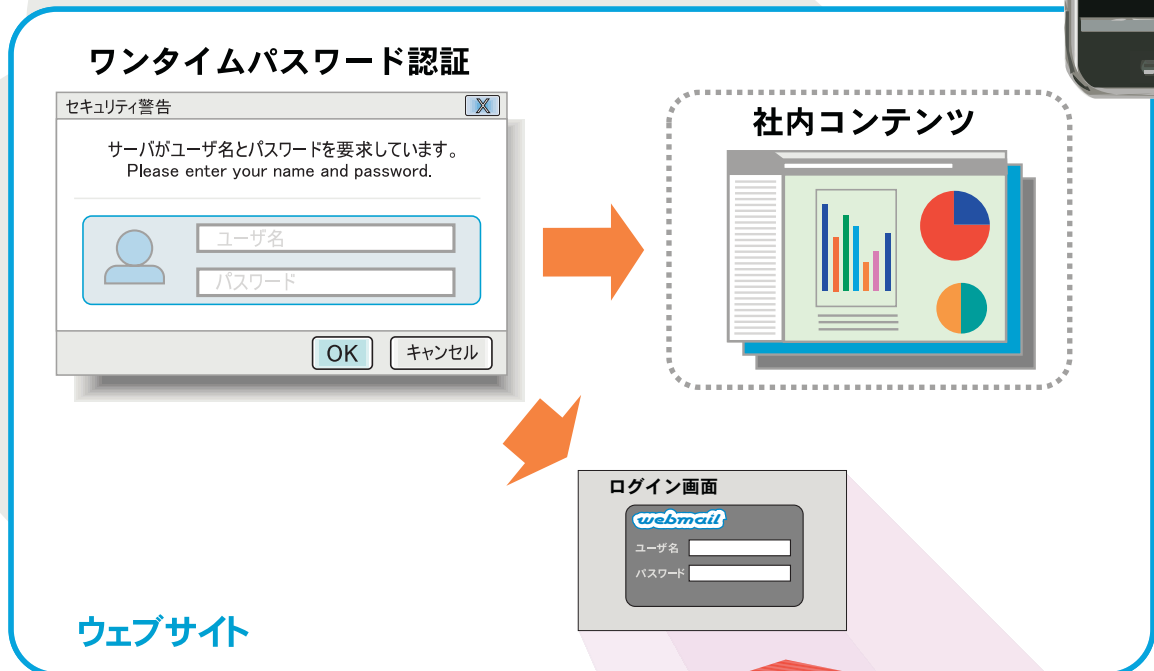 ワンタイムパスワード認証
セキュリティ警告
X
サーバがユーザ名とパスワードを要求しています。
Please enter your name and password.
ユーザ名
パスワード
OK
キャンセル
社内コンテンツ
ログイン画面
webmail
ユーザ名
パスワード
ウェブサイト